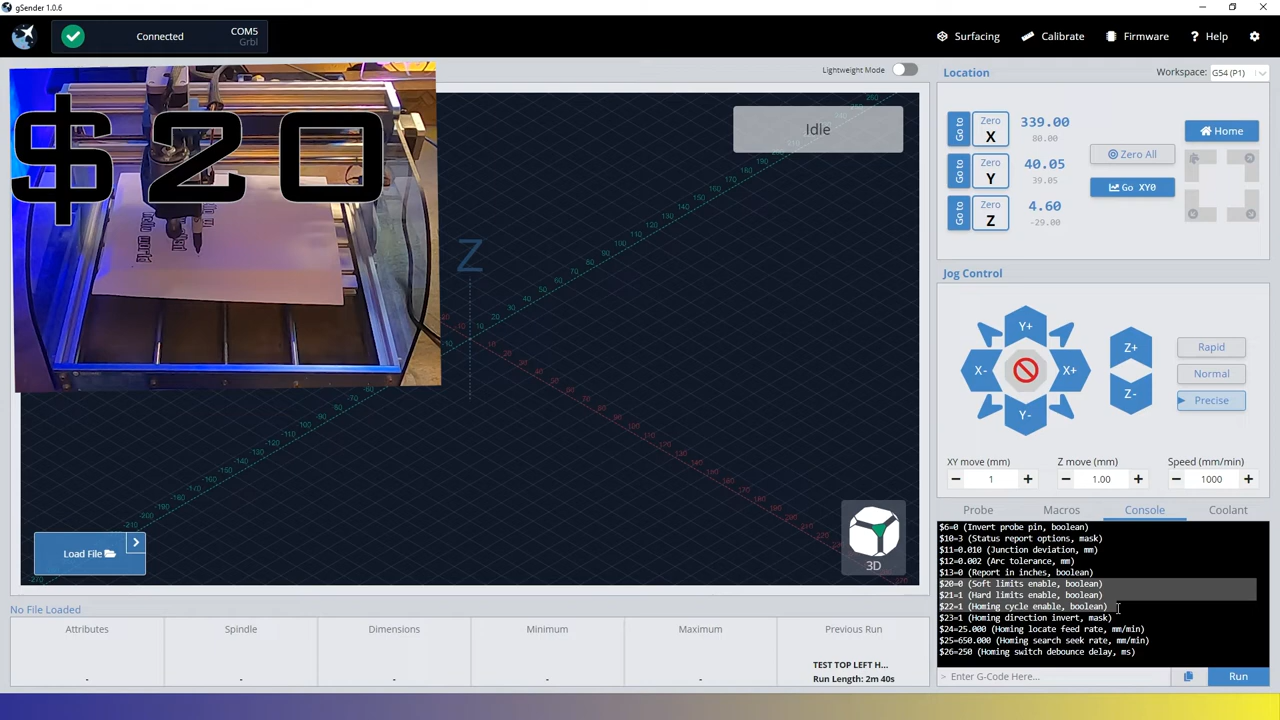 gSender 1.0.6
Connected
COM5
Grbl
Surfacing
Calibrate
Firmware
Help
Lightweight Mode
$20
Idle
Z
Load File
3D
Location
Workspace:
G54 (P1)
Go to
Zero
X
339.00
80.00
Home
Go to
Zero
Y
40.05
39.05
Zero All
Go XY0
Go to
Zero
Z
4.60
-29.00
Jog Control
Y+
X-
X+
Y-
Z+
Z-
Rapid
Normal
Precise
XY move (mm)
Z move (mm)
Speed (mm/min)
1
1.00
1000
Probe
Macros
Console
Coolant
$6=0 (Invert probe pin, boolean)
$10=3 (Status report options, mask)
$11=0.010 (Junction deviation, mm)
$12=0.002 (Arc tolerance, mm)
$13=0 (Report in inches, boolean)
$20=0 (Soft limits enable, boolean)
$21=1 (Hard limits enable, boolean)
$22=1 (Homing cycle enable, boolean)
$23=1 (Homing direction invert, mask)
$24=25.000 (Homing locate feed rate, mm/min)
$25=650.000 (Homing search seek rate, mm/min)
$26=250 (Homing switch debounce delay, ms)
> Enter G-Code Here...
Run
No File Loaded
Attributes
Spindle
Dimensions
Minimum
Maximum
Previous Run
-
-
-
-
-
TEST TOP LEFT H...
Run Length: 2m 40s